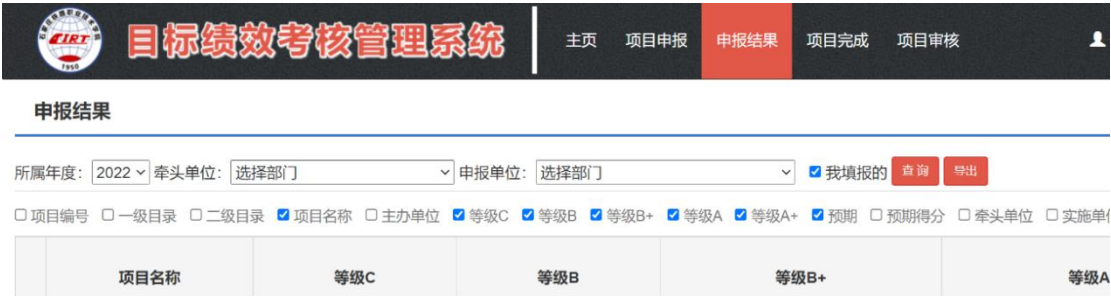 CIRT
1950
目标绩效考核管理系统 主页 项目申报 申报结果 项目完成 项目审核
申报结果
所属年度： 2022 牵头单位： 选择部门 申报单位： 选择部门 我填报的 查询 导出
项目编号 一级目录 二级目录 项目名称 主办单位 等级C 等级B 等级B+ 等级A 等级A+ 预期 预期得分 牵头单位 实施单
项目名称 等级C 等级B 等级B+ 等级A